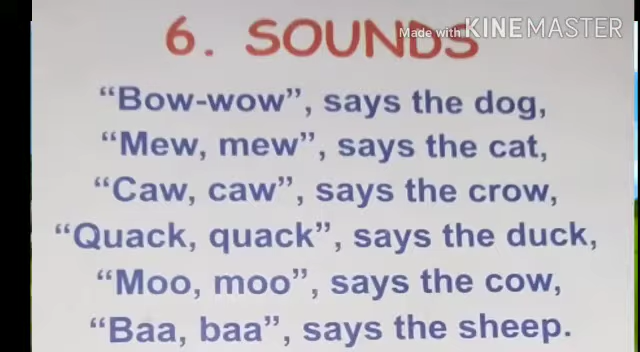 6. SOUNDS
Made with KINEMASTER
“Bow-wow”, says the dog,
“Mew, mew”, says the cat,
“Caw, caw”, says the crow,
“Quack, quack”, says the duck,
“Moo, moo”, says the cow,
“Baa, baa”, says the sheep.